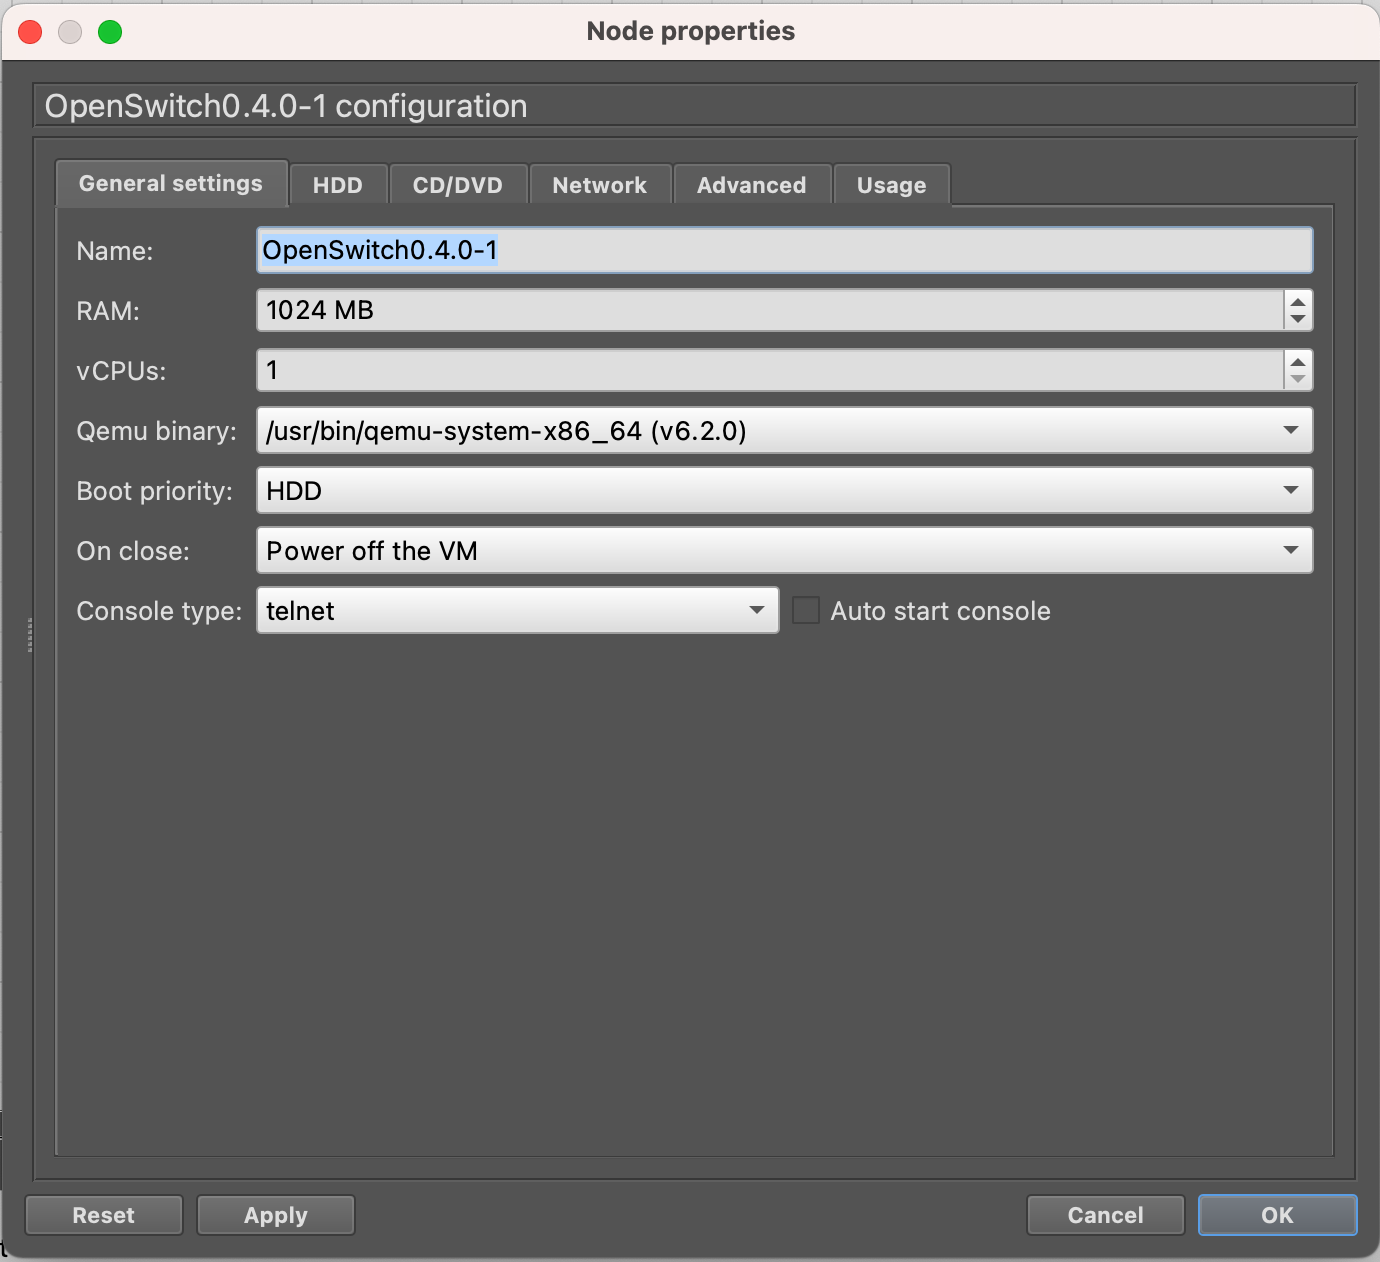 Node properties
OpenSwitch0.4.0-1 configuration
General settings HDD CD/DVD Network Advanced Usage
Name: OpenSwitch0.4.0-1
RAM: 1024 MB
vCPUs: 1
Qemu binary: /usr/bin/qemu-system-x86_64 (v6.2.0)
Boot priority: HDD
On close: Power off the VM
Console type: telnet Auto start console
Reset Apply Cancel OK